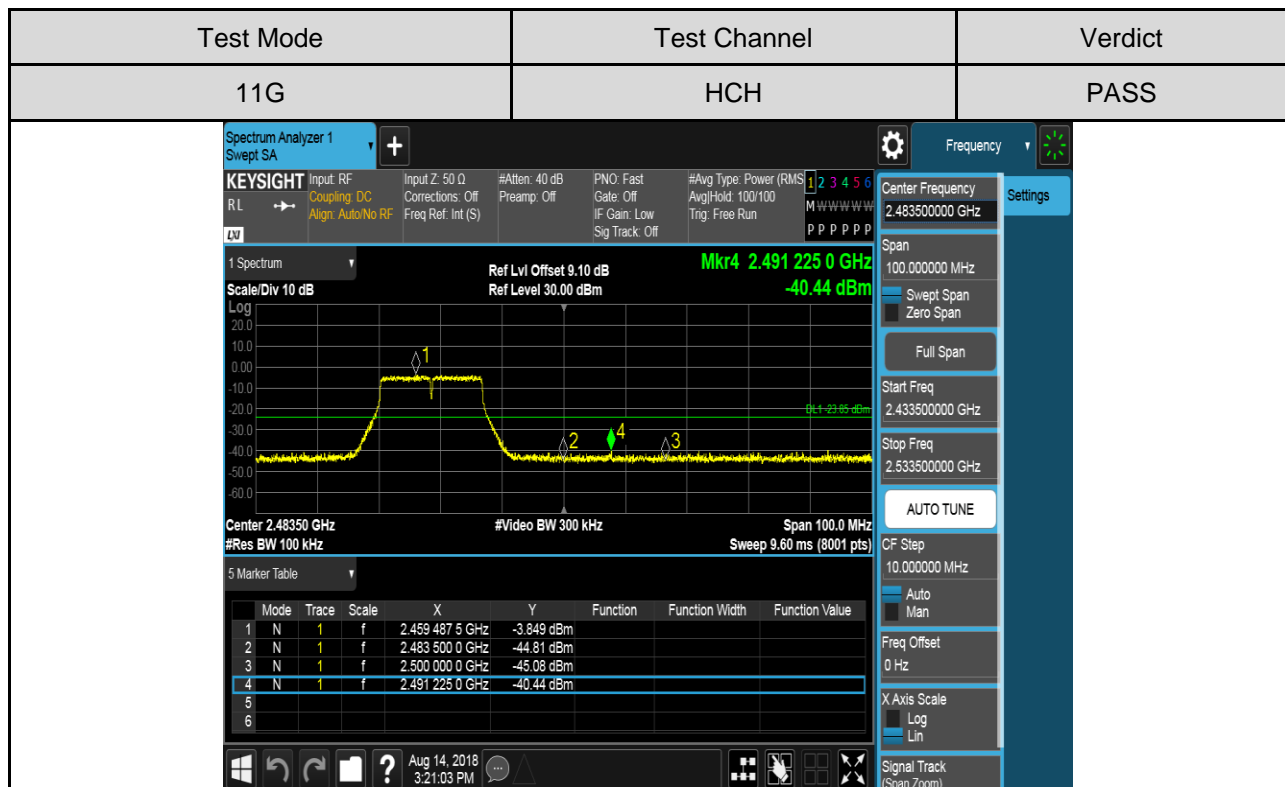 Test Mode Test Channel Verdict
11G HCH PASS
Spectrum Analyzer 1
Swept SA
+
Frequency
KEYSIGHT Input: RF Input Z: 50 Ω #Atten: 40 dB PNO: Fast #Avg Type: Power (RMS 1 2 3 4 5 6
RL Coupling: DC Corrections: Off Preamp: Off Gate: Off Avg|Hold: 100/100 M W W W W W
Align: Auto/No RF Freq Ref: Int (S) IF Gain: Low Trig: Free Run
LXI Sig Track: Off P P P P P P
1 Spectrum Ref Lvl Offset 9.10 dB Mkr4 2.491 225 0 GHz
Scale/Div 10 dB Ref Level 30.00 dBm -40.44 dBm
Log
20.0
10.0
0.00
-10.0
-20.0
-30.0
-40.0
-50.0
-60.0
1
DL1 -23.85 dBm
2 4 3
Center 2.48350 GHz #Video BW 300 kHz Span 100.0 MHz
#Res BW 100 kHz Sweep 9.60 ms (8001 pts)
5 Marker Table
Mode Trace Scale X Y Function Function Width Function Value
1 N 1 f 2.459 487 5 GHz -3.849 dBm
2 N 1 f 2.483 500 0 GHz -44.81 dBm
3 N 1 f 2.500 000 0 GHz -45.08 dBm
4 N 1 f 2.491 225 0 GHz -40.44 dBm
5
6
? Aug 14, 2018
3:21:03 PM
Center Frequency
2.483500000 GHz
Settings
Span
100.000000 MHz
Swept Span
Zero Span
Full Span
Start Freq
2.433500000 GHz
Stop Freq
2.533500000 GHz
AUTO TUNE
CF Step
10.000000 MHz
Auto
Man
Freq Offset
0 Hz
X Axis Scale
Log
Lin
Signal Track
(Span Zoom)